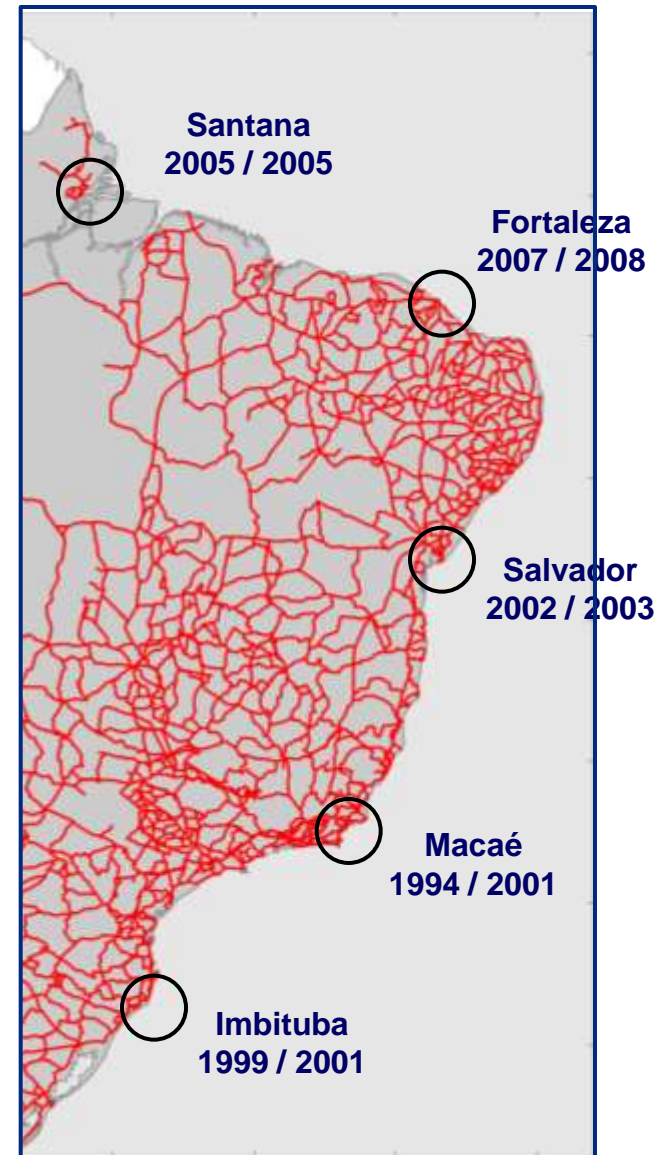 Santana
2005 / 2005
Fortaleza
2007 / 2008
Salvador
2002 / 2003
Macaé
1994 / 2001
Imbituba
1999 / 2001